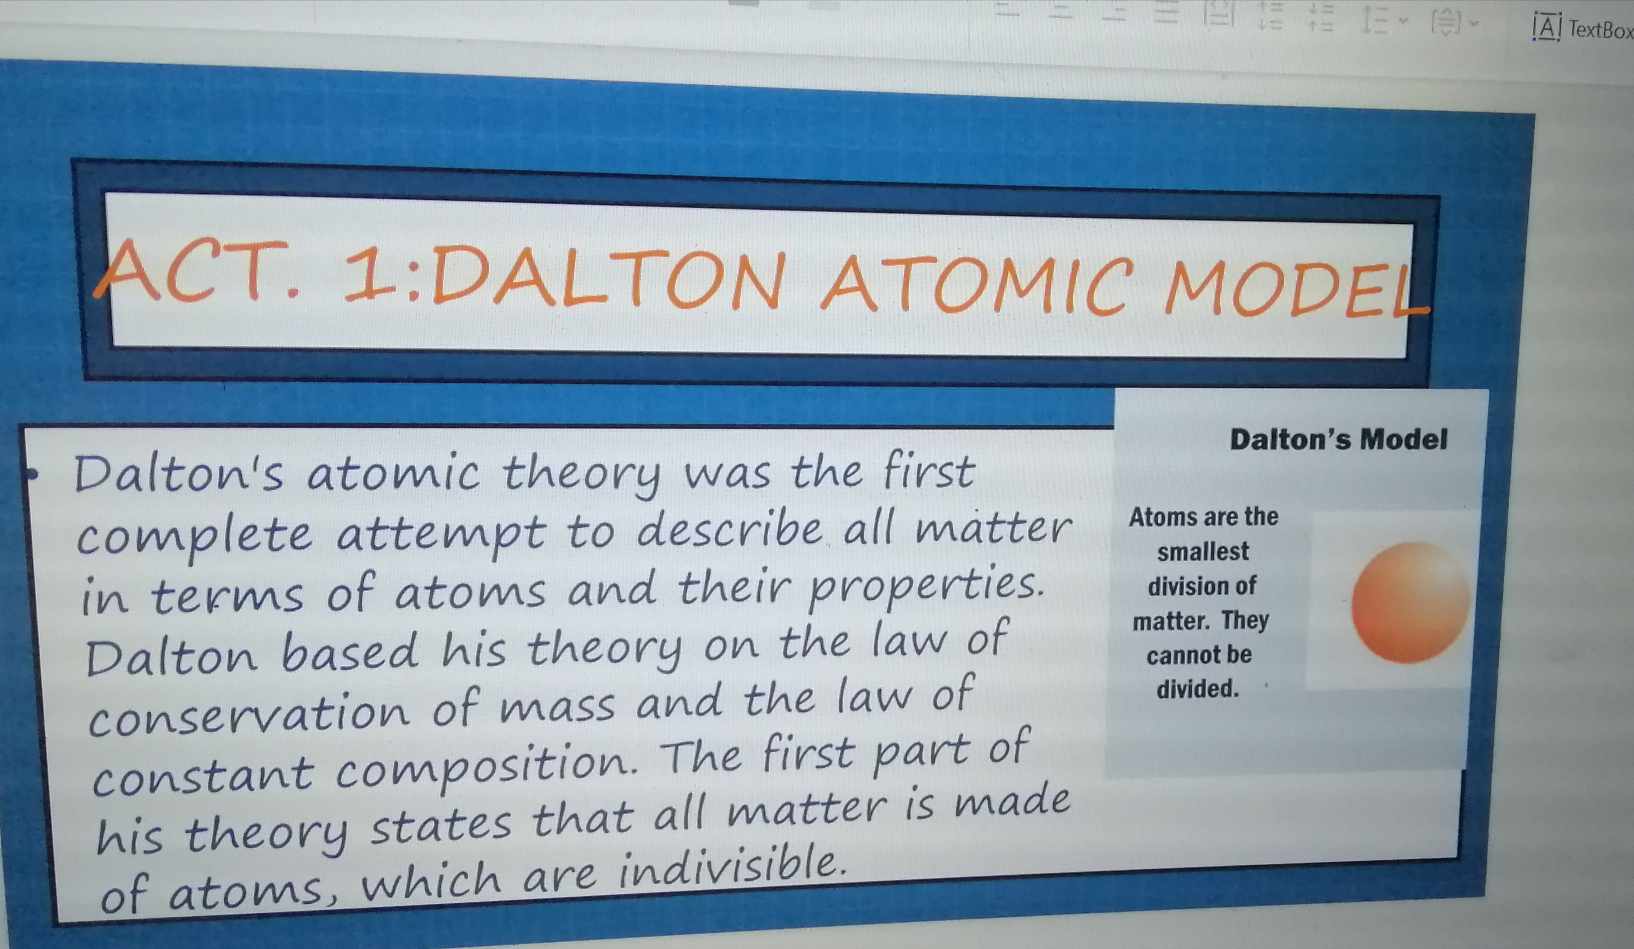 TextBox
ACT. 1:DALTON ATOMIC MODEL
• Dalton's atomic theory was the first
complete attempt to describe all matter
in terms of atoms and their properties.
Dalton based his theory on the law of
conservation of mass and the law of
constant composition. The first part of
his theory states that all matter is made
of atoms, which are indivisible.
Dalton's Model
Atoms are the
smallest
division of
matter. They
cannot be
divided.